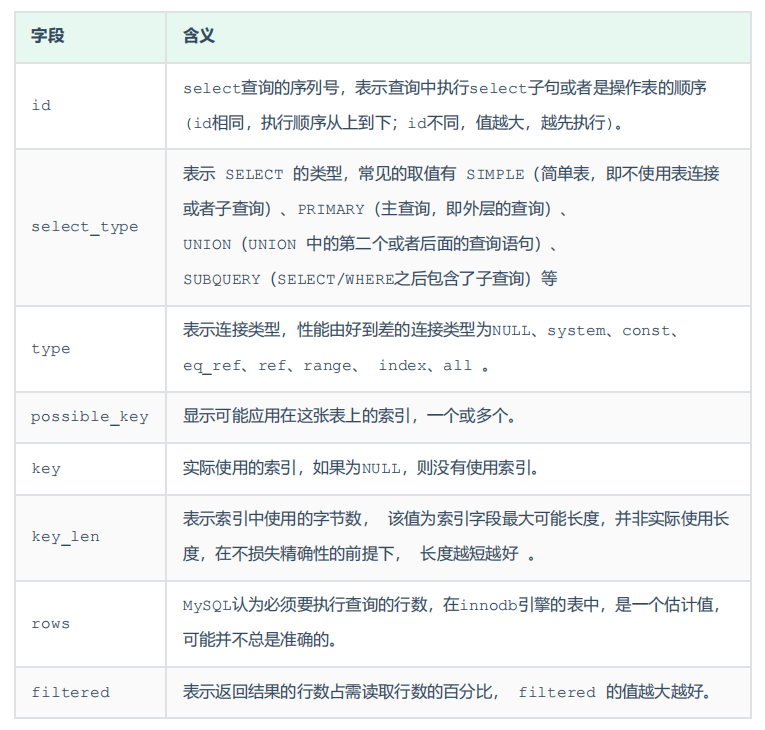 字段 含义
id
select查询的序列号，表示查询中执行select子句或者是操作表的顺序
(id相同，执行顺序从上到下；id不同，值越大，越先执行)。
select_type
表示 SELECT 的类型，常见的取值有 SIMPLE（简单表，即不使用表连接
或者子查询）、PRIMARY（主查询，即外层的查询）、
UNION（UNION 中的第二个或者后面的查询语句）、
SUBQUERY（SELECT/WHERE之后包含了子查询）等
type
表示连接类型，性能由好到差的连接类型为NULL、system、const、
eq_ref、ref、range、 index、all 。
possible_key 显示可能应用在这张表上的索引，一个或多个。
key 实际使用的索引，如果为NULL，则没有使用索引。
key_len
表示索引中使用的字节数， 该值为索引字段最大可能长度，并非实际使用长
度，在不损失精确性的前提下， 长度越短越好 。
rows
MySQL认为必须要执行查询的行数，在innodb引擎的表中，是一个估计值，
可能并不总是准确的。
filtered 表示返回结果的行数占需读取行数的百分比， filtered 的值越大越好。